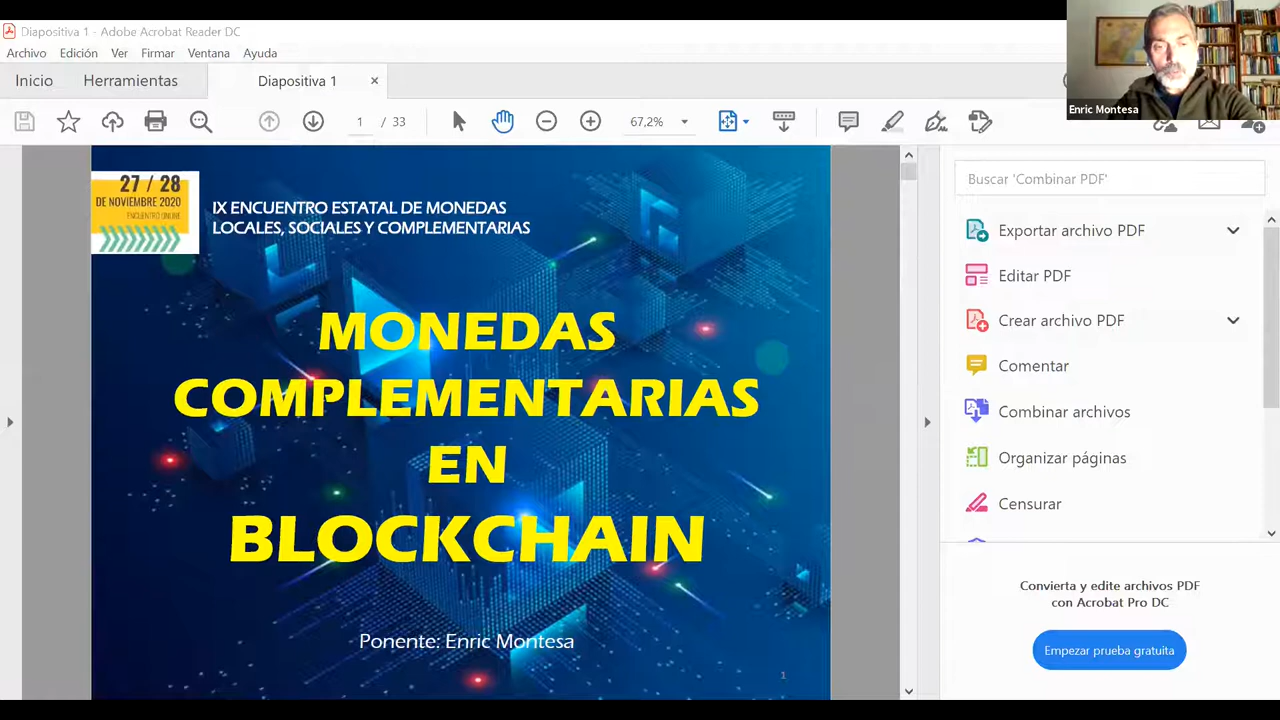 Diapositiva 1 - Adobe Acrobat Reader DC
Archivo Edición Ver Firmar Ventana Ayuda
Inicio Herramientas Diapositiva 1 ×
1 / 33 67,2%
Enric Montesa
27 / 28
DE NOVIEMBRE 2020
ENCUENTRO ONLINE
IX ENCUENTRO ESTATAL DE MONEDAS
LOCALES, SOCIALES Y COMPLEMENTARIAS
MONEDAS
COMPLEMENTARIAS
EN
BLOCKCHAIN
Ponente: Enric Montesa
1
Buscar 'Combinar PDF'
Exportar archivo PDF
Editar PDF
Crear archivo PDF
Comentar
Combinar archivos
Organizar páginas
Censurar
Convierta y edite archivos PDF
con Acrobat Pro DC
Empezar prueba gratuita